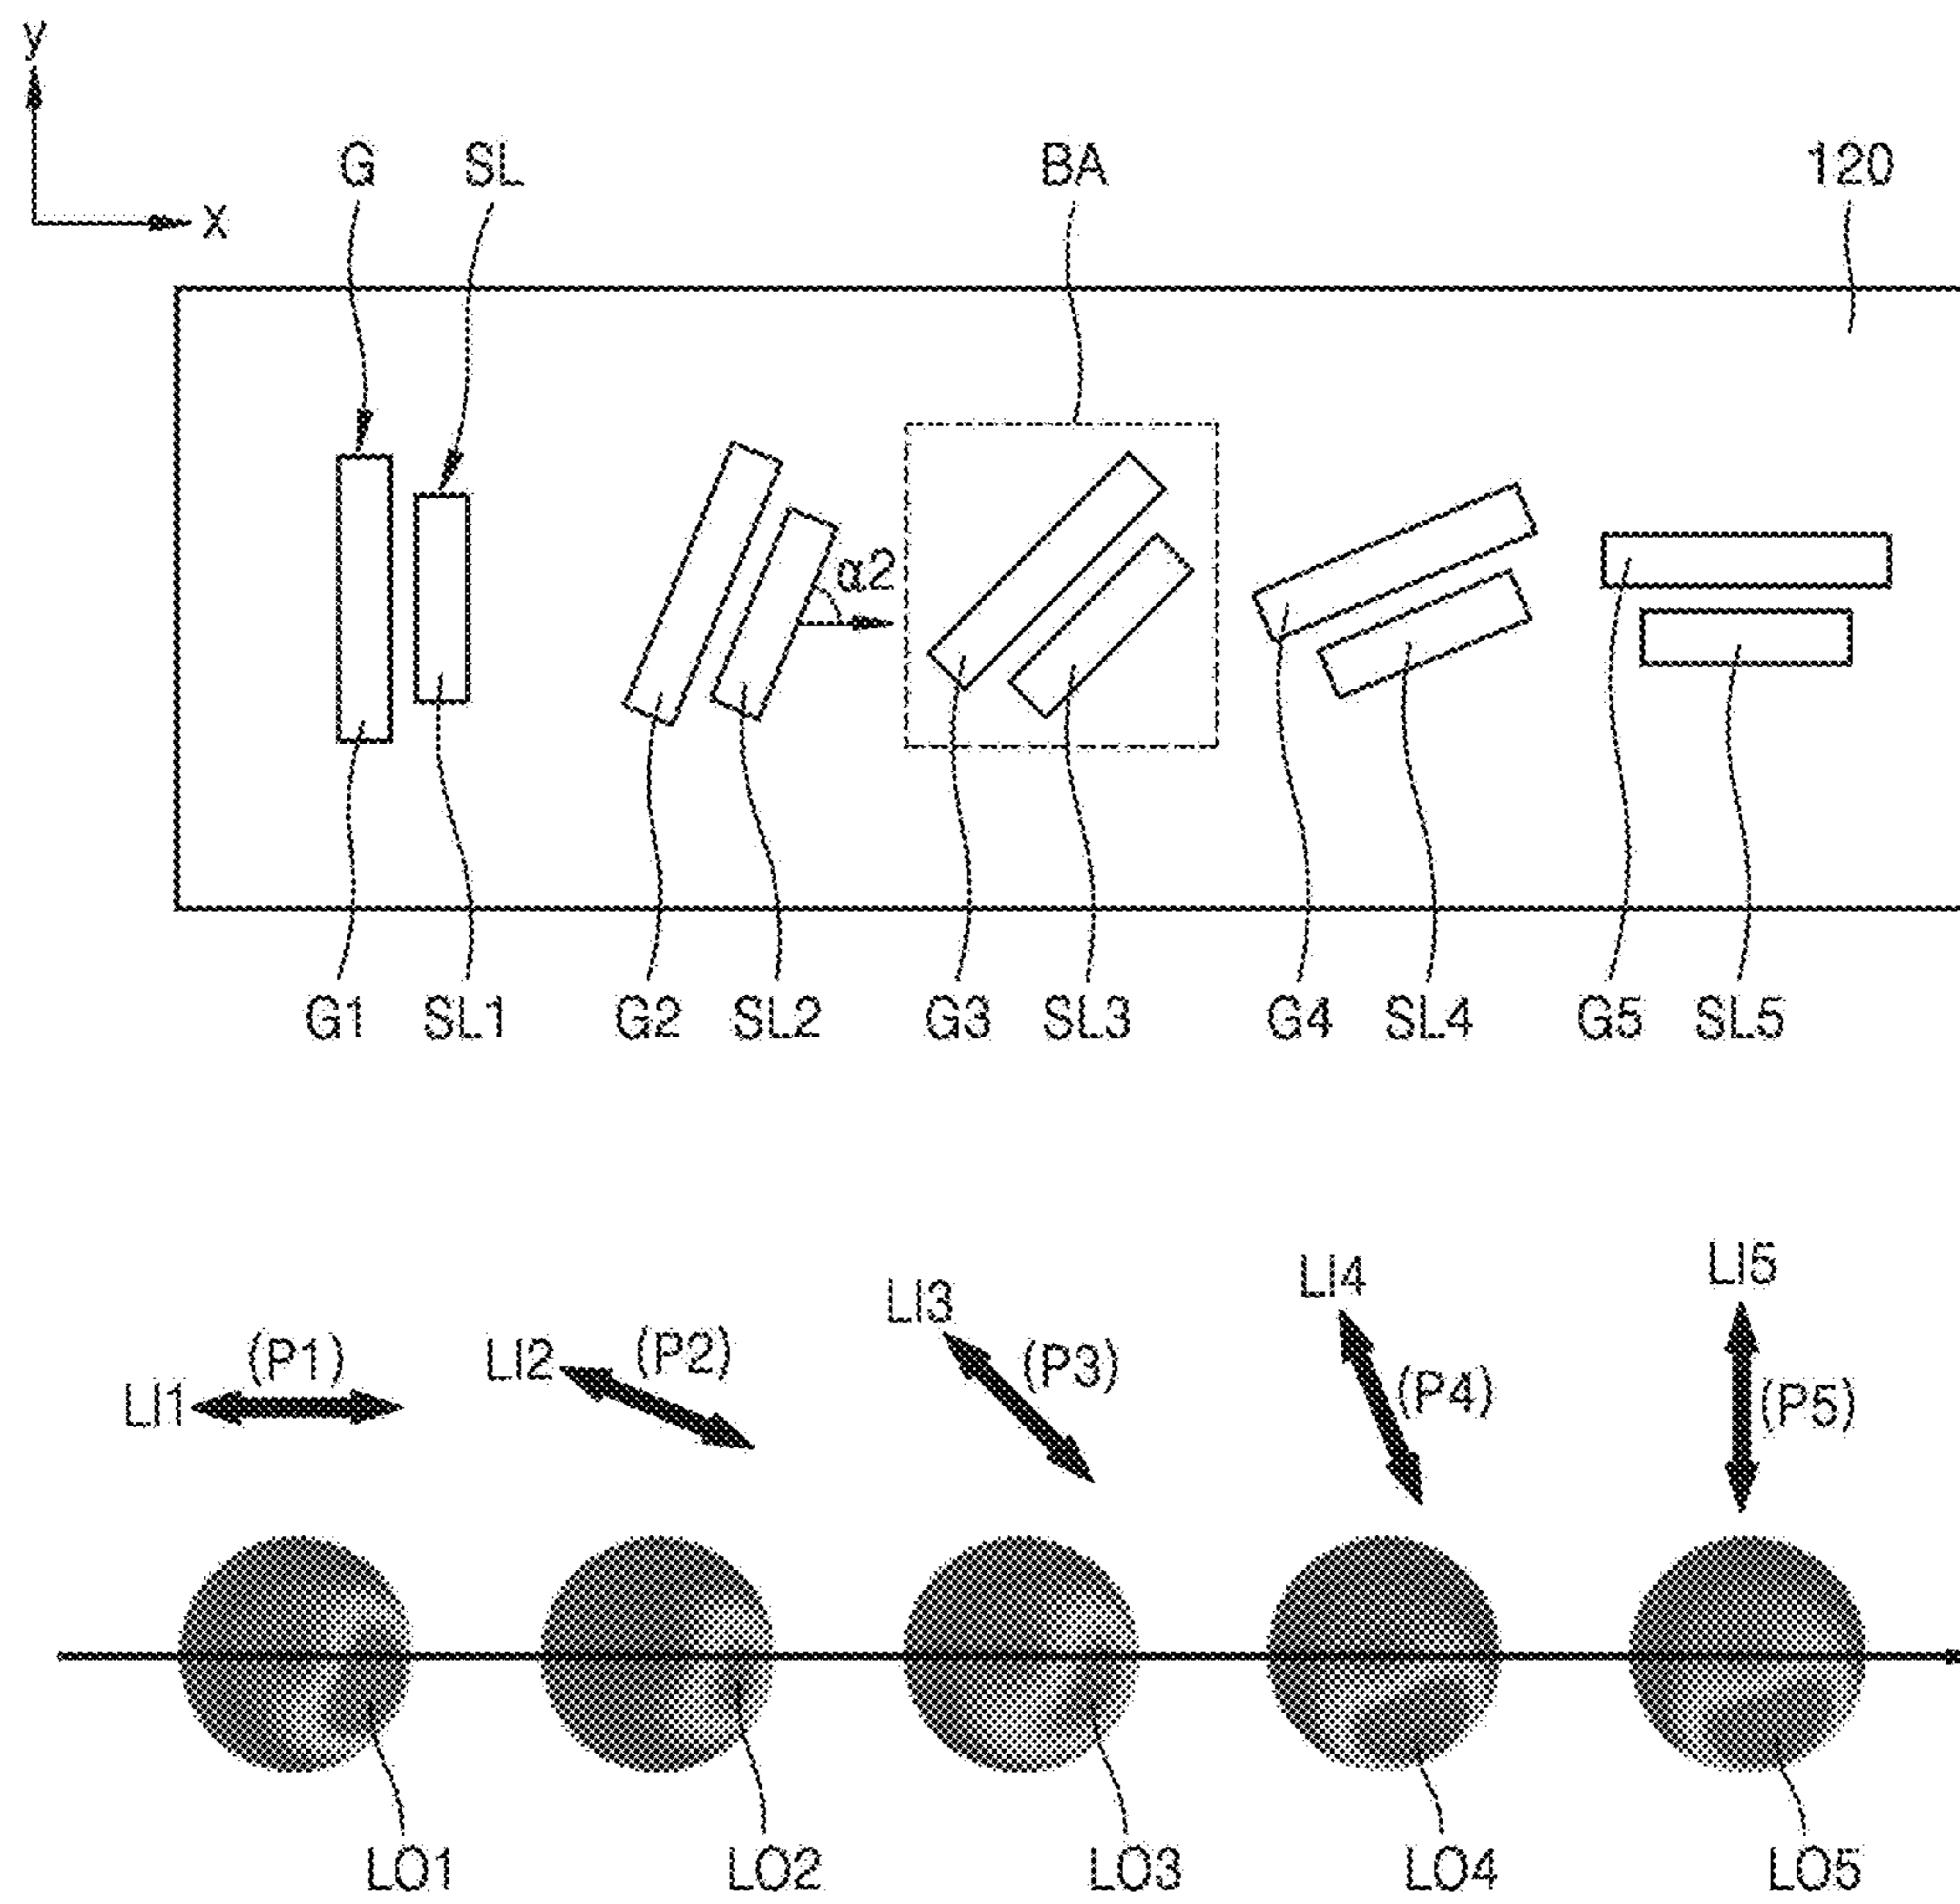 y
G SL BA 120
x
α2
G1 SL1 G2 SL2 G3 SL3 G4 SL4 G5 SL5
LI1 (P1) LI2 (P2) LI3 (P3) LI4 (P4) LI5 (P5)
LO1 LO2 LO3 LO4 LO5